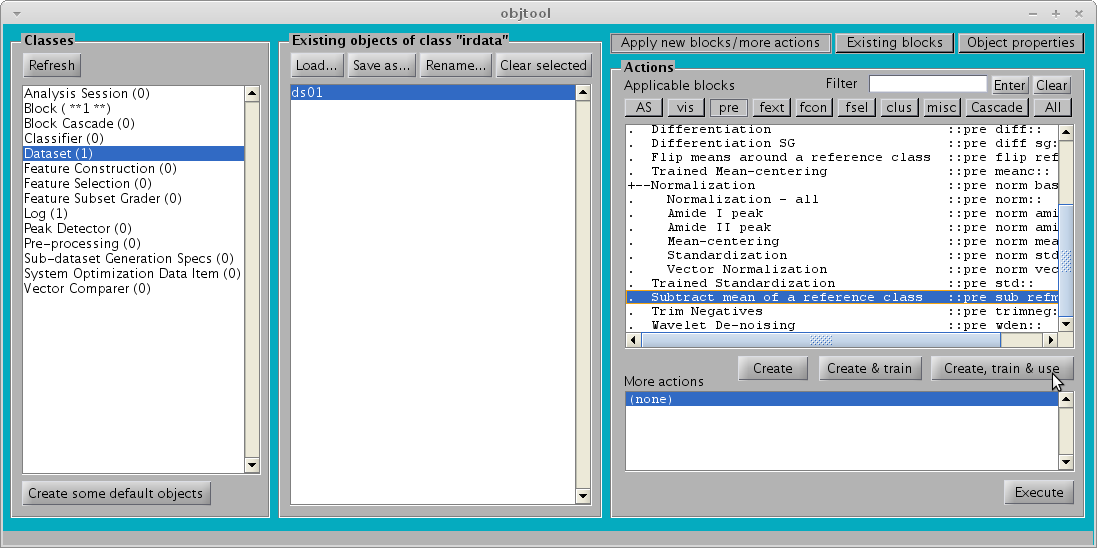 objtool
Classes
Refresh
Analysis Session (0)
Block ( **1 **)
Block Cascade (0)
Classifier (0)
Dataset (1)
Feature Construction (0)
Feature Selection (0)
Feature Subset Grader (0)
Log (1)
Peak Detector (0)
Pre-processing (0)
Sub-dataset Generation Specs (0)
System Optimization Data Item (0)
Vector Comparer (0)
Create some default objects
Existing objects of class "irdata"
Load... Save as... Rename... Clear selected
ds01
Apply new blocks/more actions Existing blocks Object properties
Actions
Applicable blocks Filter Enter Clear
AS vis pre fext fcon fsel clus misc Cascade All
. Differentiation ::pre diff::
. Differentiation SG ::pre diff sg:
. Flip means around a reference class ::pre flip ref
. Trained Mean-centering ::pre meanc::
+--Normalization ::pre norm bas
. Normalization - all ::pre norm::
. Amide I peak ::pre norm ami
. Amide II peak ::pre norm ami
. Mean-centering ::pre norm mea
. Standardization ::pre norm std
. Vector Normalization ::pre norm vec
. Trained Standardization ::pre std::
. Subtract mean of a reference class ::pre sub refm
. Trim Negatives ::pre trimneg:
. Wavelet De-noising ::pre wden::
Create Create & train Create, train & use
More actions
(none)
Execute